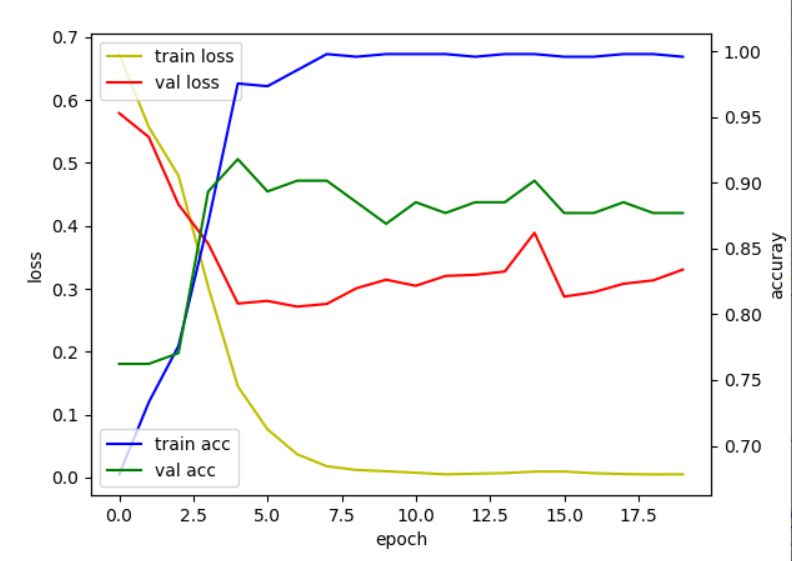 train loss
val loss
train acc
val acc
0.7
0.6
0.5
0.4
0.3
0.2
0.1
0.0
loss
1.00
0.95
0.90
0.85
0.80
0.75
0.70
accuray
0.0 2.5 5.0 7.5 10.0 12.5 15.0 17.5
epoch